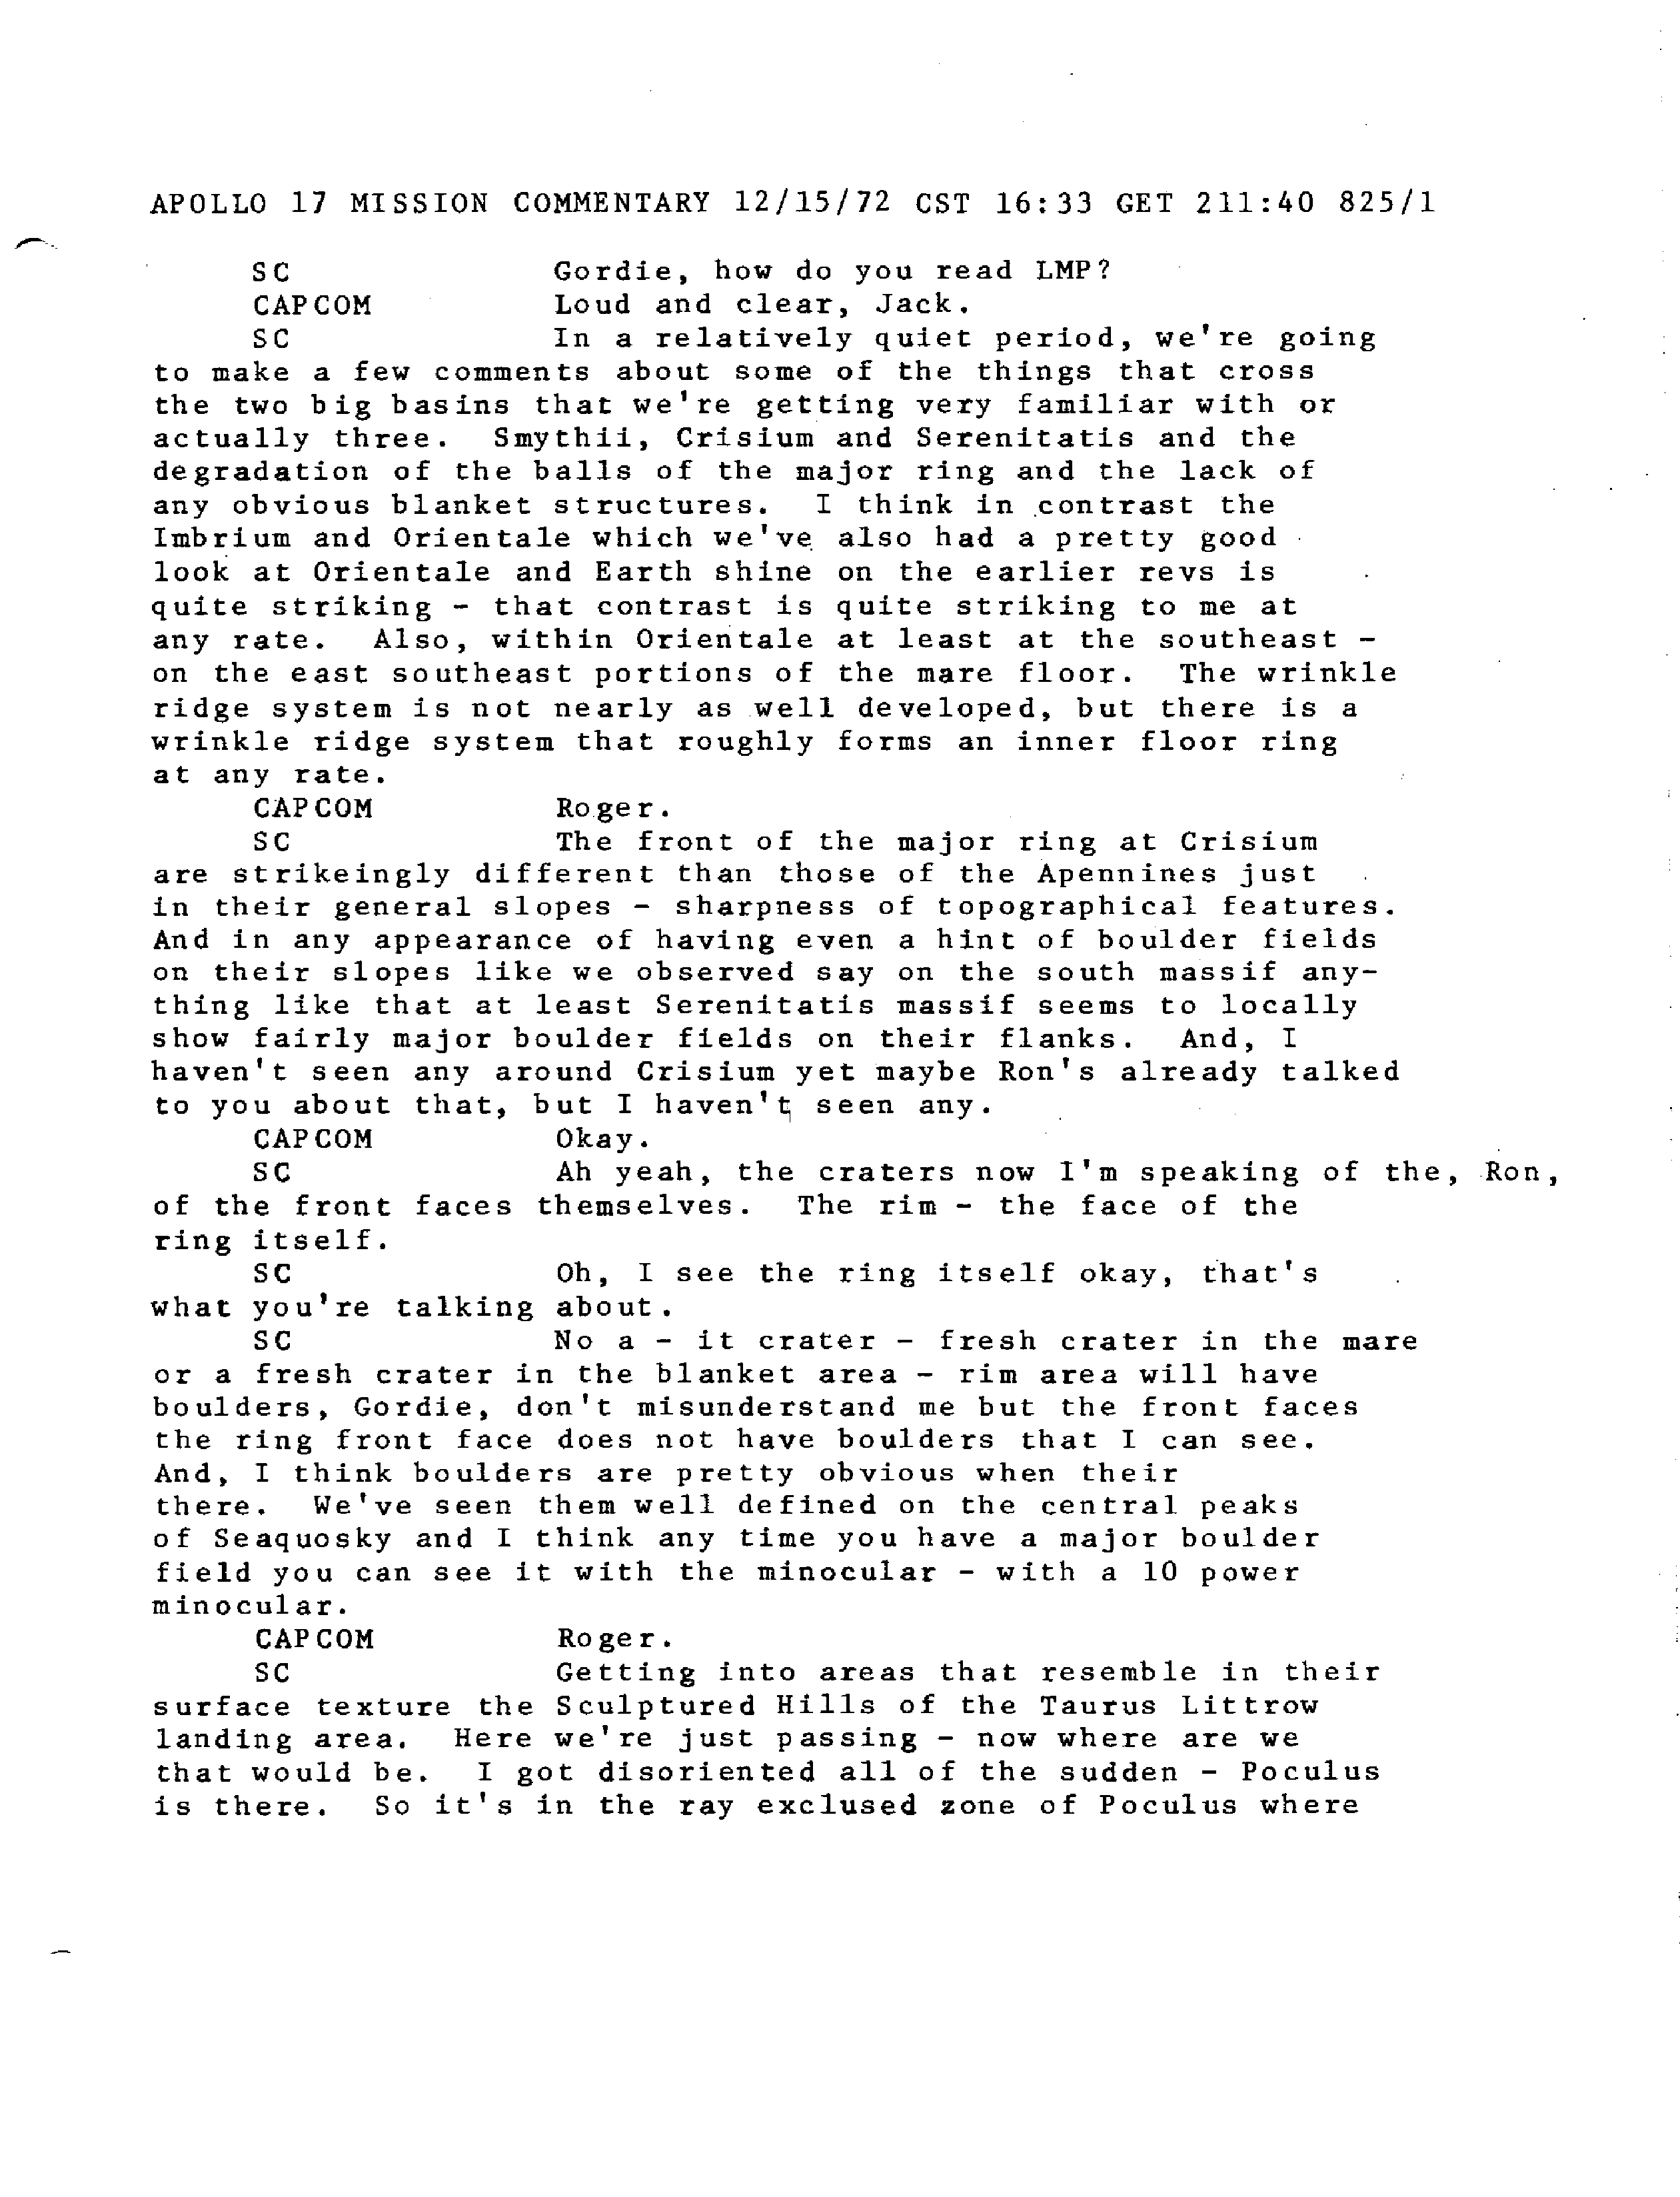 APOLLO 17 MISSION COMMENTARY 12/15/72 CST 16:33 GET 211:40 825/1
SC Gordie, how do you read LMP?
CAPCOM Loud and clear, Jack.
SC In a relatively quiet period, we're going
to make a few comments about some of the things that cross
the two big basins that we're getting very familiar with or
actually three. Smythii, Crisium and Serenitatis and the
degradation of the balls of the major ring and the lack of
any obvious blanket structures. I think in contrast the
Imbrium and Orientale which we've also had a pretty good
look at Orientale and Earth shine on the earlier revs is
quite striking - that contrast is quite striking to me at
any rate. Also, within Orientale at least at the southeast -
on the east southeast portions of the mare floor. The wrinkle
ridge system is not nearly as well developed, but there is a
wrinkle ridge system that roughly forms an inner floor ring
at any rate.
CAPCOM Roger.
SC The front of the major ring at Crisium
are strikeingly different than those of the Apennines just
in their general slopes - sharpness of topographical features.
And in any appearance of having even a hint of boulder fields
on their slopes like we observed say on the south massif any-
thing like that at least Serenitatis massif seems to locally
show fairly major boulder fields on their flanks. And, I
haven't seen any around Crisium yet maybe Ron's already talked
to you about that, but I haven't seen any.
CAPCOM Okay.
SC Ah yeah, the craters now I'm speaking of the, Ron,
of the front faces themselves. The rim - the face of the
ring itself.
SC Oh, I see the ring itself okay, that's
what you're talking about.
SC No a - it crater - fresh crater in the mare
or a fresh crater in the blanket area - rim area will have
boulders, Gordie, don't misunderstand me but the front faces
the ring front face does not have boulders that I can see.
And, I think boulders are pretty obvious when their
there. We've seen them well defined on the central peaks
of Seaquosky and I think any time you have a major boulder
field you can see it with the minocular - with a 10 power
minocular.
CAPCOM Roger.
SC Getting into areas that resemble in their
surface texture the Sculptured Hills of the Taurus Littrow
landing area. Here we're just passing - now where are we
that would be. I got disoriented all of the sudden - Poculus
is there. So it's in the ray exclused zone of Poculus where